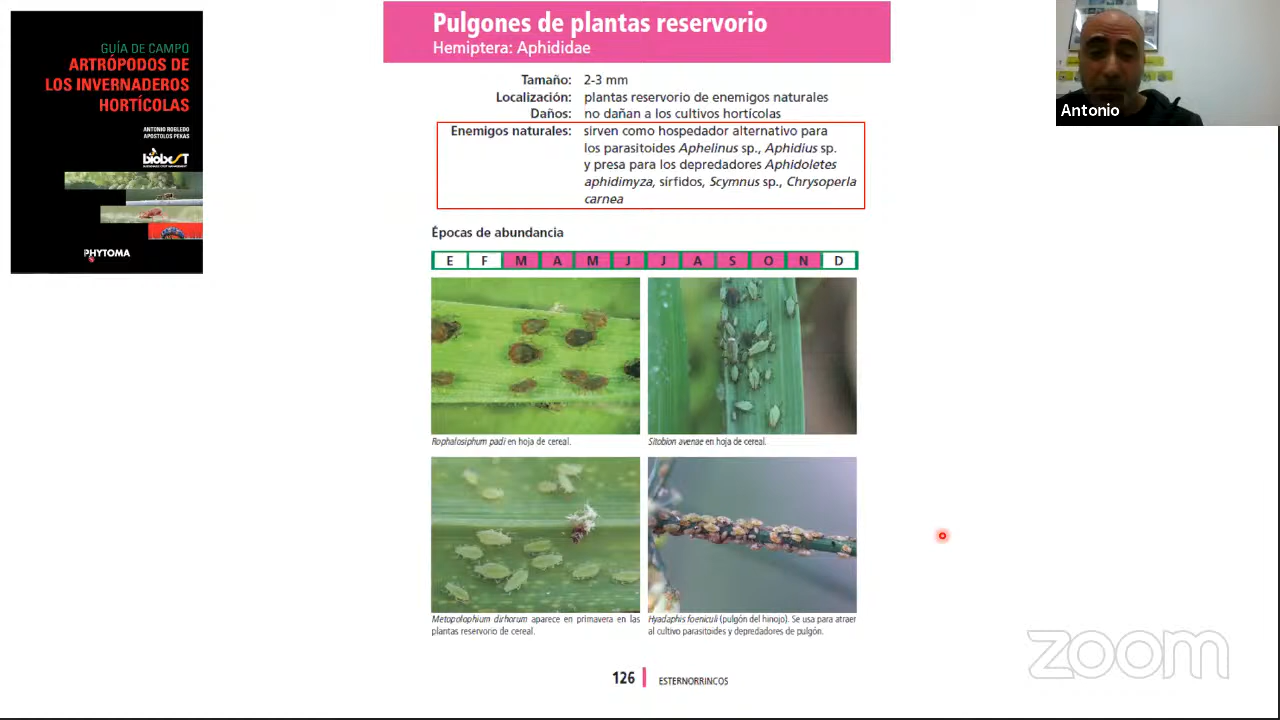 GUÍA DE CAMPO
ARTRÓPODOS DE
LOS INVERNADEROS
HORTÍCOLAS
ANTONIO ROBLEDO
APOSTOLOS PEKAS
biobest
PHYTOMA
Pulgones de plantas reservorio
Hemiptera: Aphididae
Tamaño: 2-3 mm
Localización: plantas reservorio de enemigos naturales
Daños: no dañan a los cultivos hortícolas
Enemigos naturales: sirven como hospedador alternativo para
los parasitoides Aphelinus sp., Aphidius sp.
y presa para los depredadores Aphidoletes
aphidimyza, sírfidos, Scymnus sp., Chrysoperla
carnea
Épocas de abundancia
E F M A M J J A S O N D
Rophalosiphum padi en hoja de cereal.
Sitobion avenae en hoja de cereal.
Metopolophium dirhorum aparece en primavera en las
plantas reservorio de cereal.
Hyadaphis foeniculi (pulgón del hinojo). Se usa para atraer
al cultivo parasitoides y depredadores de pulgón.
126 ESTERNORRINCOS
Antonio
zoom